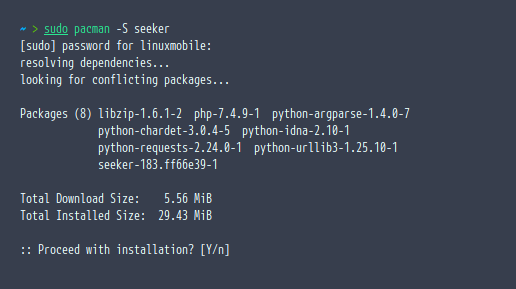 ~ > sudo pacman -S seeker
[sudo] password for linuxmobile:
resolving dependencies...
looking for conflicting packages...
Packages (8) libzip-1.6.1-2  php-7.4.9-1  python-argparse-1.4.0-7
python-chardet-3.0.4-5  python-idna-2.10-1
python-requests-2.24.0-1  python-urllib3-1.25.10-1
seeker-183.ff66e39-1
Total Download Size:    5.56 MiB
Total Installed Size:  29.43 MiB
:: Proceed with installation? [Y/n]